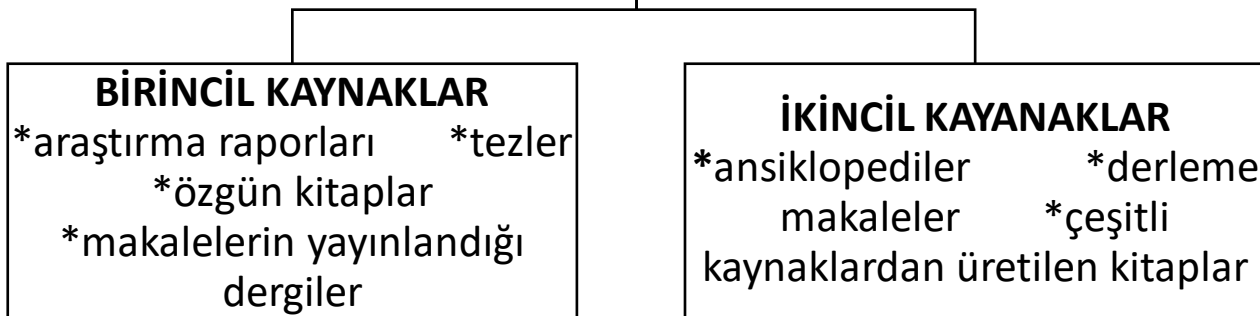 BİRİNCİL KAYNAKLAR
*araştırma raporları *tezler
*özgün kitaplar
*makalelerin yayınlandığı
dergiler
İKİNCİL KAYANAKLAR
*ansiklopediler *derleme
makaleler *çeşitli
kaynaklardan üretilen kitaplar